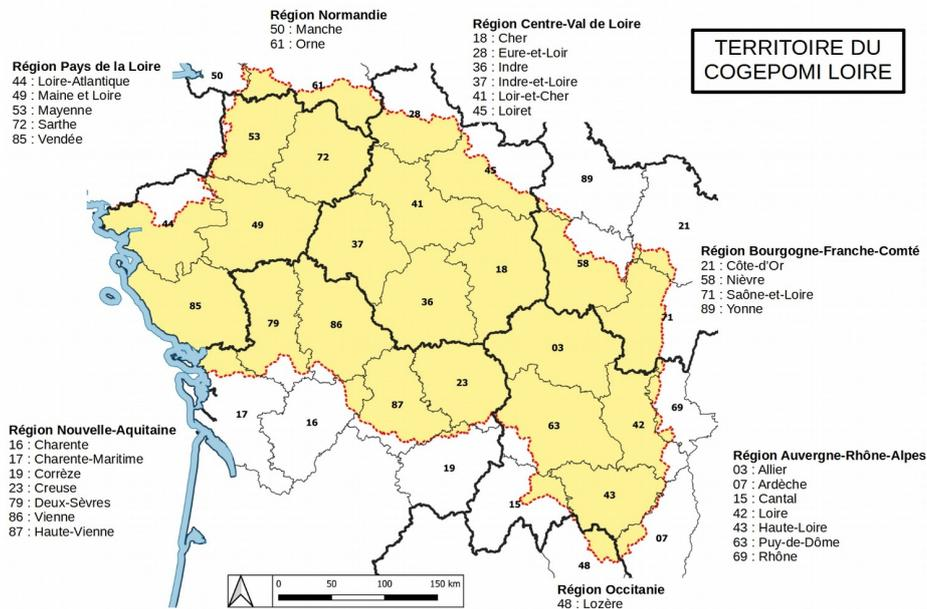 Région Normandie
50 : Manche
61 : Orne
Région Centre-Val de Loire
18 : Cher
28 : Eure-et-Loir
36 : Indre
37 : Indre-et-Loire
41 : Loir-et-Cher
45 : Loiret
TERRITOIRE DU
COGEPOMI LOIRE
Région Pays de la Loire
44 : Loire-Atlantique
49 : Maine et Loire
53 : Mayenne
72 : Sarthe
85 : Vendée
50
61
28
53
72
45
89
41
44
49
21
37
58
18
Région Bourgogne-Franche-Comté
21 : Côte-d'Or
58 : Nièvre
71 : Saône-et-Loire
89 : Yonne
85
79
86
36
71
03
23
87
69
17
16
63
42
Région Nouvelle-Aquitaine
16 : Charente
17 : Charente-Maritime
19 : Corrèze
23 : Creuse
79 : Deux-Sèvres
86 : Vienne
87 : Haute-Vienne
19
43
15
07
48
Région Auvergne-Rhône-Alpes
03 : Allier
07 : Ardèche
15 : Cantal
42 : Loire
43 : Haute-Loire
63 : Puy-de-Dôme
69 : Rhône
0 50 100 150 km
Région Occitanie
48 : Lozère